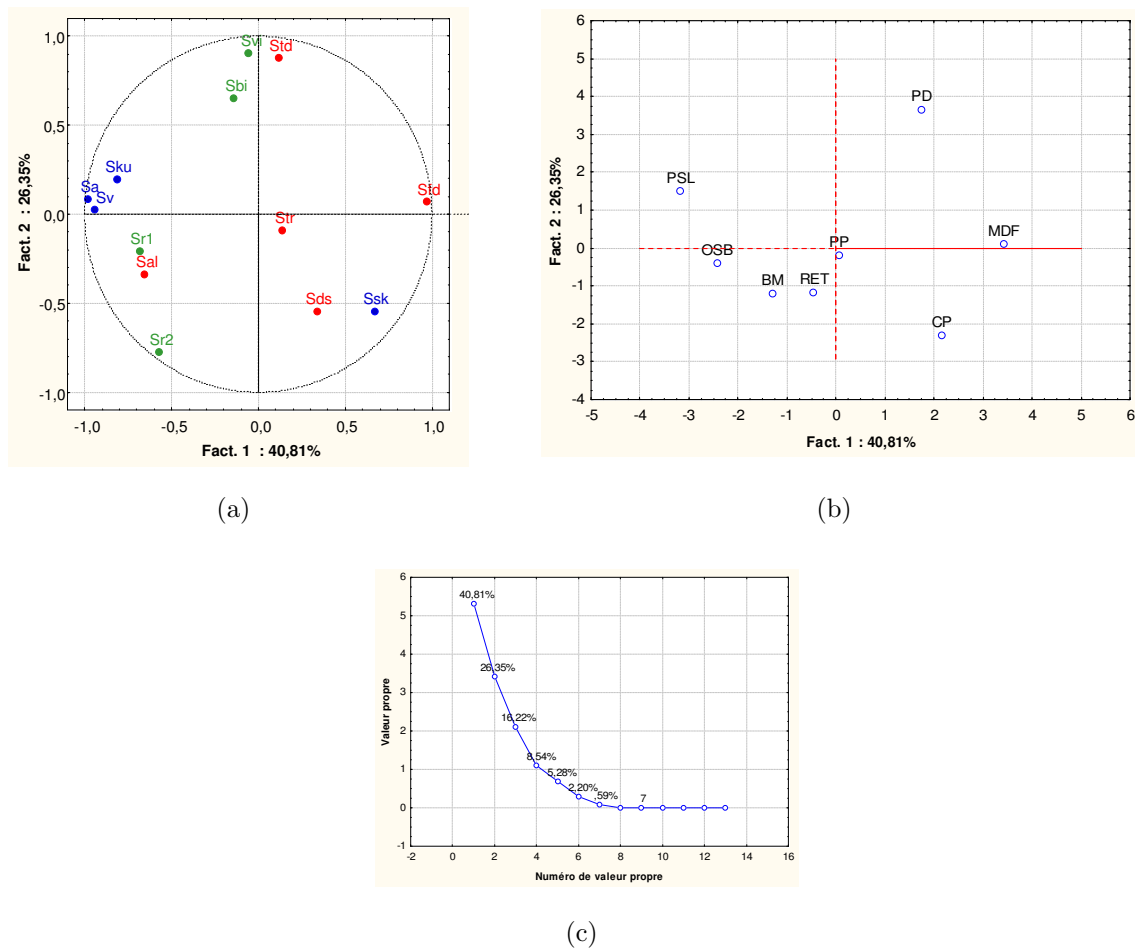 1,0
0,5
0,0
-0,5
-1,0
Fact. 2 : 26,35%
Svi
Std
Sbi
Sku
Sa
Sv
Std
Str
Sr1
Sal
Sds
Ssk
Sr2
-1,0 -0,5 0,0 0,5 1,0
Fact. 1 : 40,81%
(a)
6
5
4
3
2
1
0
-1
-2
-3
-4
Fact. 2 : 26,35%
PD
PSL
MDF
PP
OSB
BM
RET
CP
-5 -4 -3 -2 -1 0 1 2 3 4 5 6
Fact. 1 : 40,81%
(b)
6
5
4
3
2
1
0
-1
Valeur propre
40,81%
26,35%
16,22%
8,54%
5,28%
2,20%
,59%
7
-2 0 2 4 6 8 10 12 14 16
Numéro de valeur propre
(c)